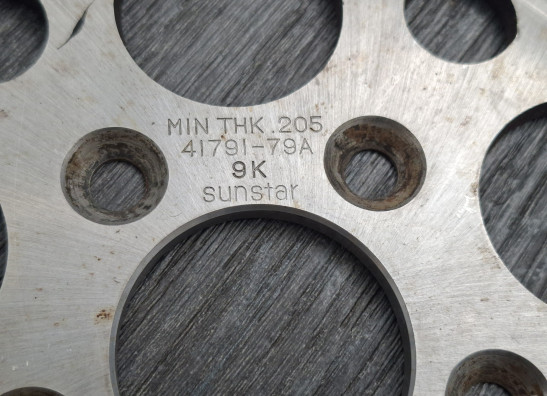 MIN THK .205
41791-79A
9K
sunstar